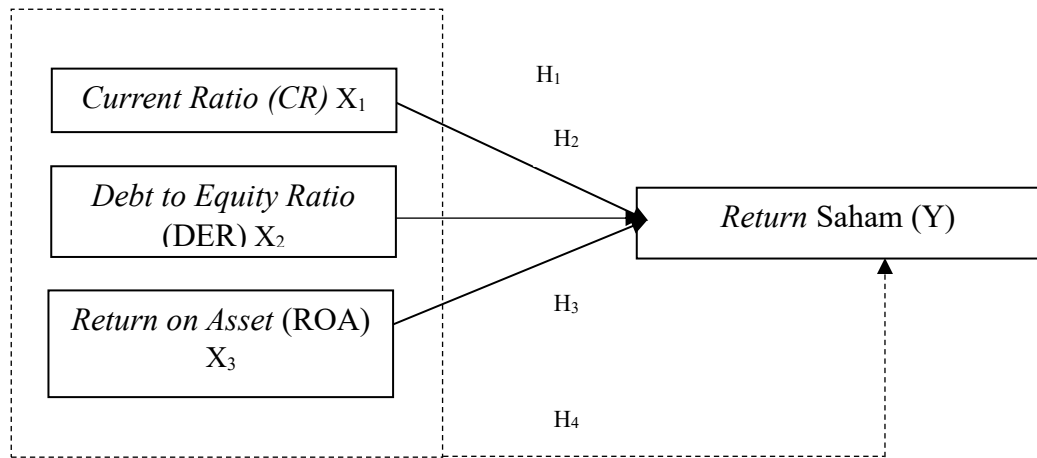 H₁
Current Ratio (CR) X₁
H₂
Debt to Equity Ratio
(DER) X₂
Return Saham (Y)
Return on Asset (ROA)
X₃
H₃
H₄